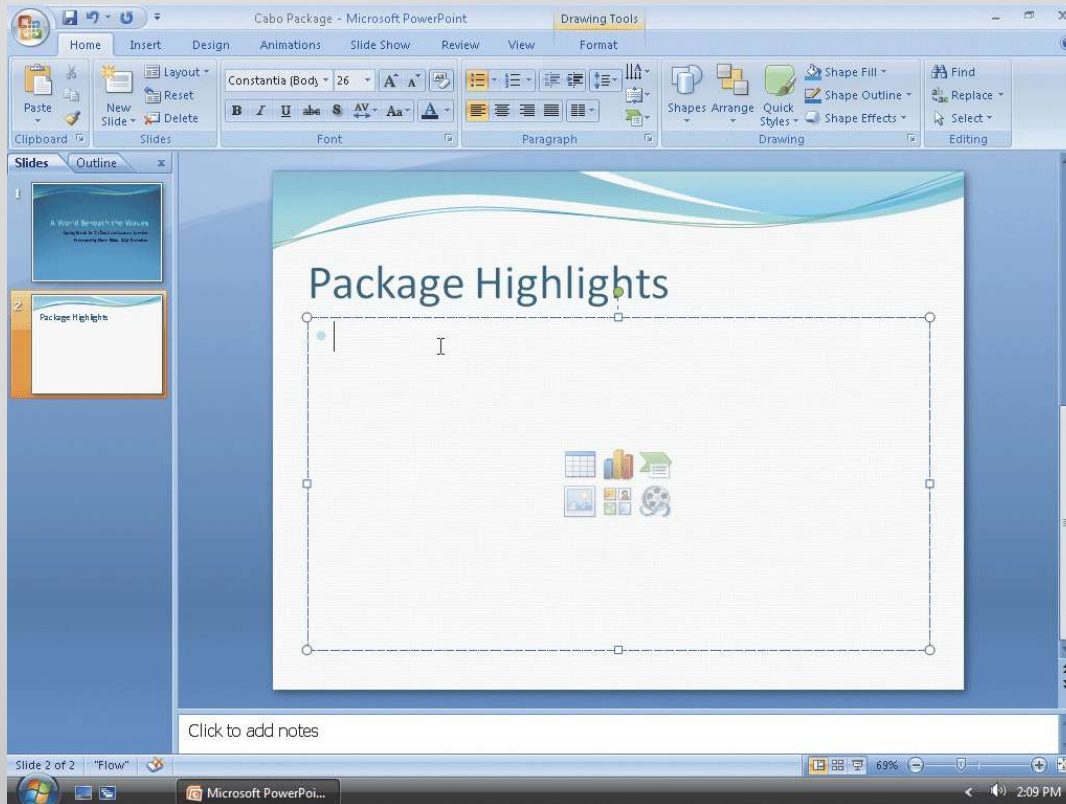 Cabo Package - Microsoft PowerPoint
Drawing Tools
Home Insert Design Animations Slide Show Review View Format
Paste
Clipboard
New Slide
Layout
Reset
Delete
Slides
Constantia (Body 26
B I U abe S AV Aa A
Font
Paragraph
Shapes Arrange Quick Styles
Shape Fill
Shape Outline
Shape Effects
Drawing
Find
Replace
Select
Editing
Slides Outline x
1
A World Beneath the Waves
2
Package Highlights
Package Highlights
Click to add notes
Slide 2 of 2 "Flow" 69%
Microsoft PowerPoi... 2:09 PM